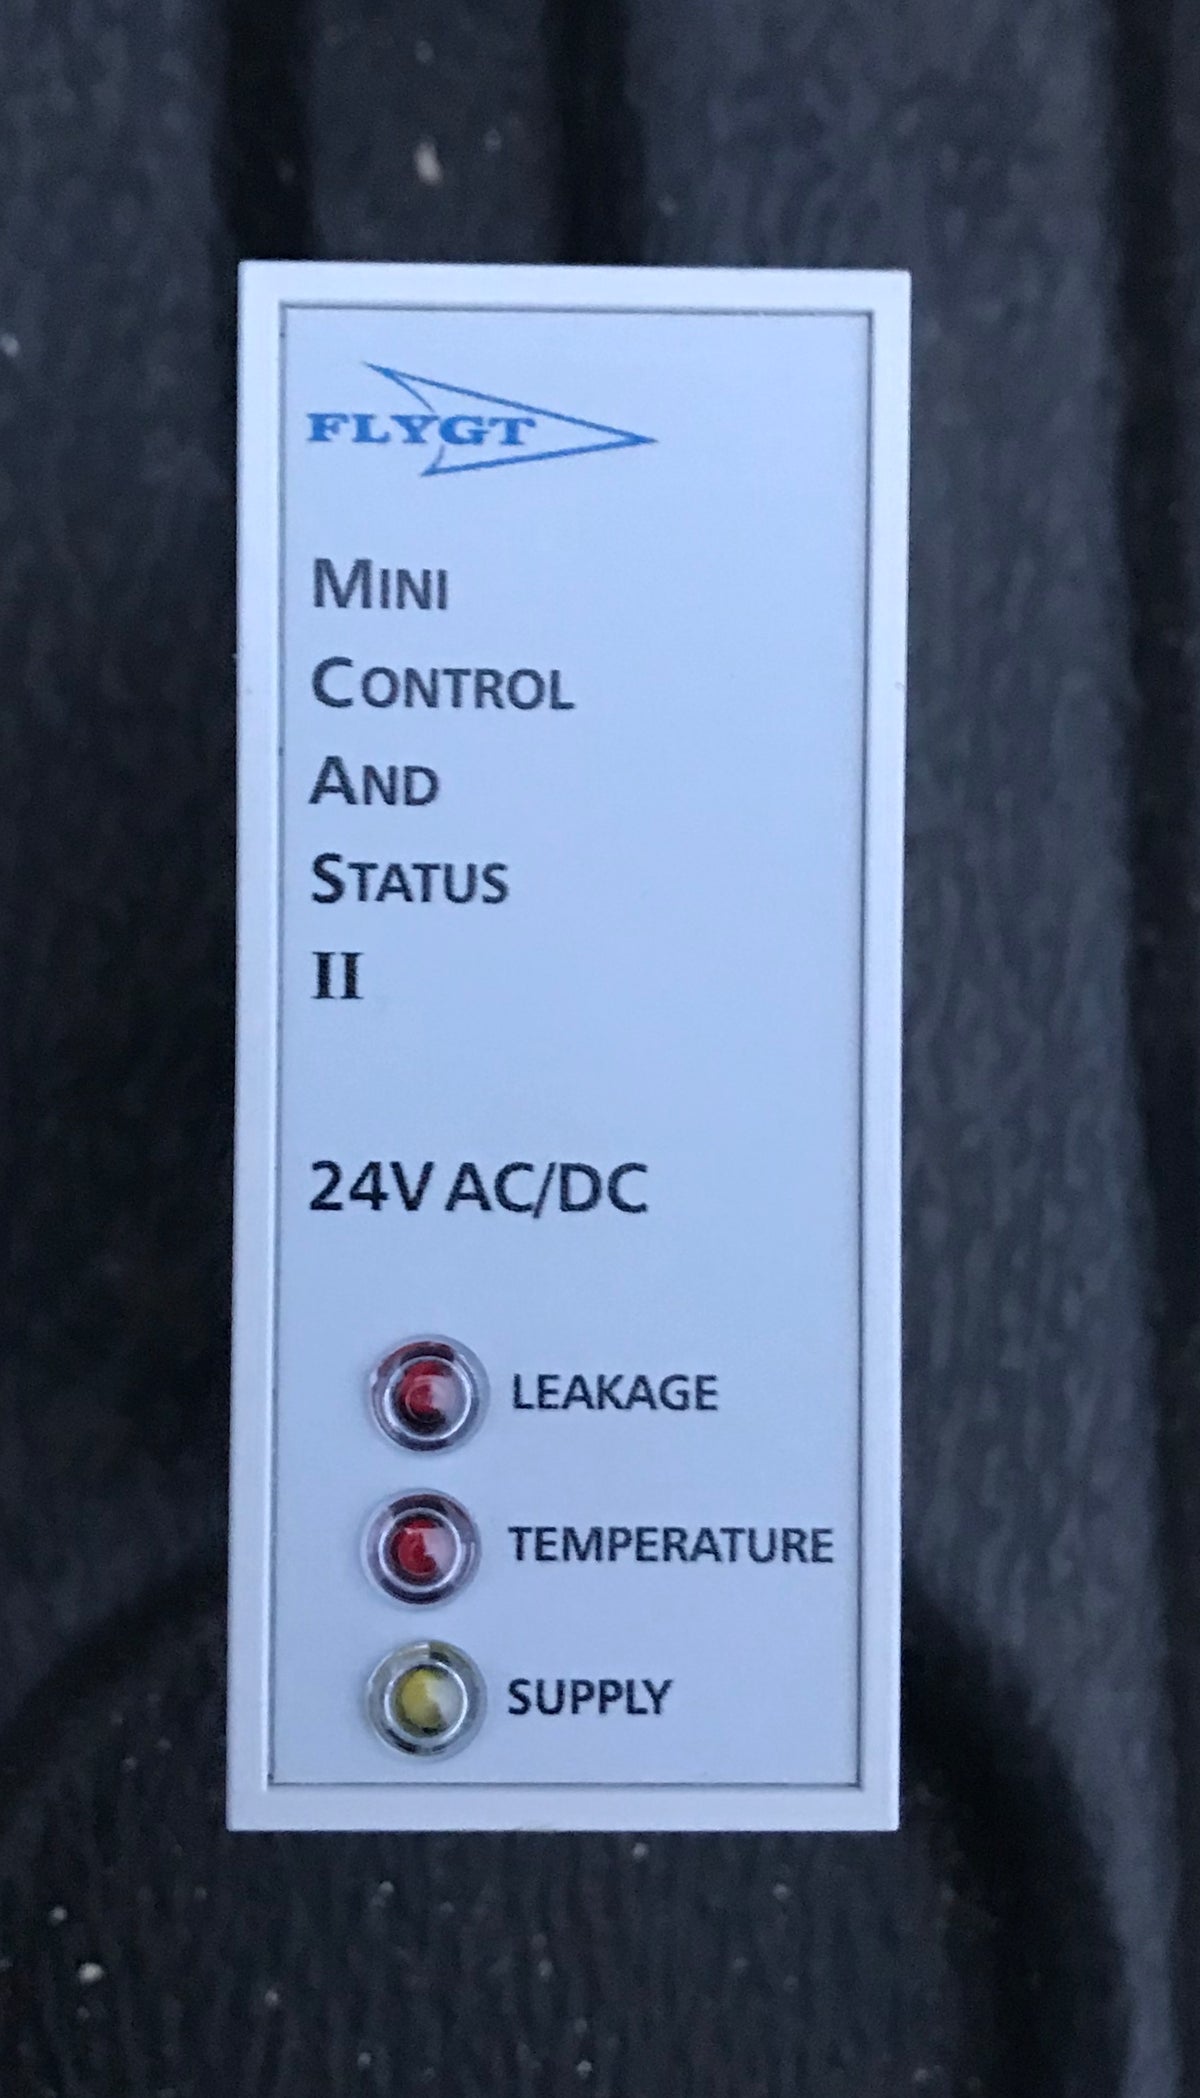 FLYGT
MINI
CONTROL
AND
STATUS
II
24V AC/DC
LEAKAGE
TEMPERATURE
SUPPLY